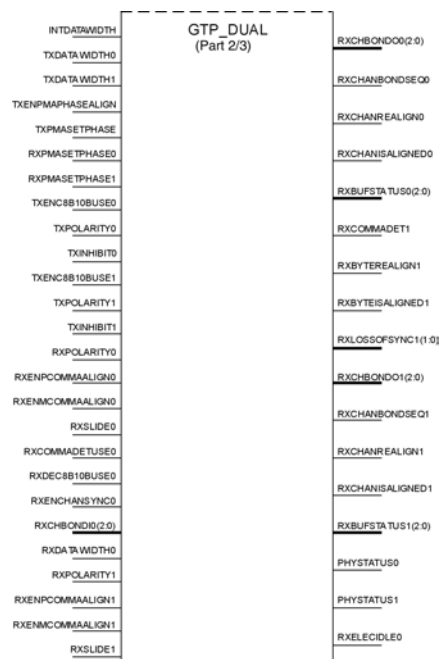 GTP_DUAL
(Part 2/3)
INTDATAWIDTH
TXDATAWIDTH0
TXDATAWIDTH1
TXENPMAPHASEALIGN
TXPMASETPHASE
RXPMASETPHASE0
RXPMASETPHASE1
TXENC8B10BUSE0
TXPOLARITY0
TXINHIBIT0
TXENC8B10BUSE1
TXPOLARITY1
TXINHIBIT1
RXPOLARITY0
RXENPCOMMAALIGN0
RXENMCOMMAALIGN0
RXSLIDE0
RXCOMMADETUSE0
RXDEC8B10BUSE0
RXENCHANSYNC0
RXCHBONDI0(2:0)
RXDATAWIDTH0
RXPOLARITY1
RXENPCOMMAALIGN1
RXENMCOMMAALIGN1
RXSLIDE1
RXCHBONDO0(2:0)
RXCHANBONDSEQ0
RXCHANREALIGN0
RXCHANISALIGNED0
RXBUFSTATUS0(2:0)
RXCOMMADET1
RXBYTEREALIGN1
RXBYTEISALIGNED1
RXLOSSOFSYNC1(1:0)
RXCHBONDO1(2:0)
RXCHANBONDSEQ1
RXCHANREALIGN1
RXCHANISALIGNED1
RXBUFSTATUS1(2:0)
PHYSTATUS0
PHYSTATUS1
RXELECIDLE0